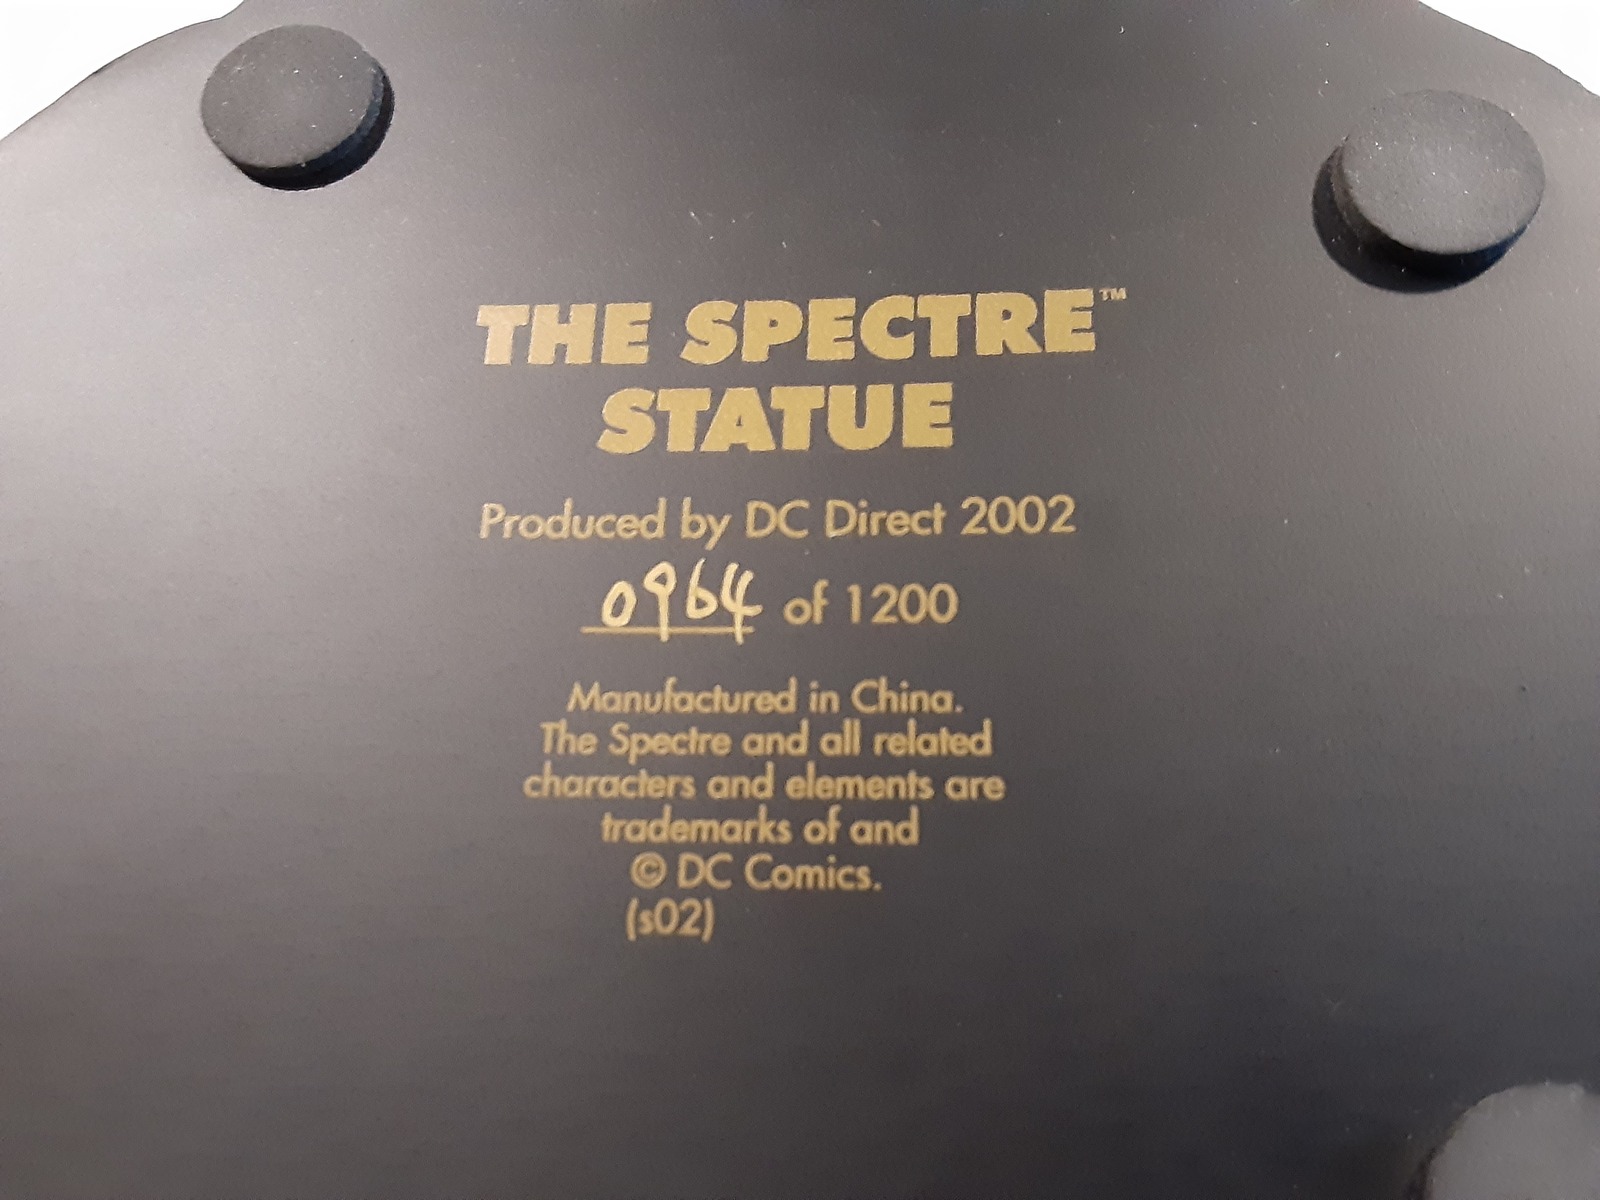 THE SPECTRE™
STATUE
Produced by DC Direct 2002
0964 of 1200
Manufactured in China.
The Spectre and all related
characters and elements are
trademarks of and
© DC Comics.
(s02)